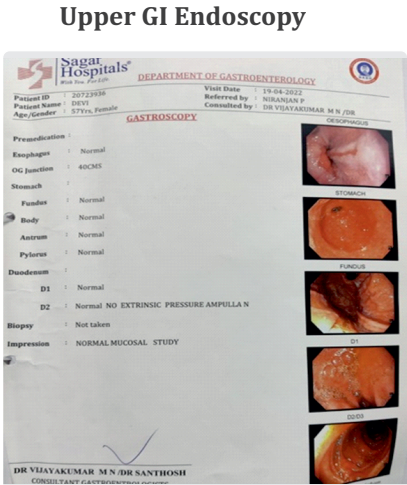 Upper GI Endoscopy
Sagar
Hospitals®
With You. For Life
DEPARTMENT OF GASTROENTEROLOGY
Patient ID : 20723936
Patient Name : DEVI
Age/Gender : 57Yrs, Female
Visit Date : 19-04-2022
Referred by : NIRANJAN P
Consulted by : DR VIJAYAKUMAR M N /DR
GASTROSCOPY
Premedication :
Esophagus : Normal
OG Junction : 40CMS
Stomach :
Fundus : Normal
Body : Normal
Antrum : Normal
Pylorus : Normal
Duodenum :
D1 : Normal
D2 : Normal NO EXTRINSIC PRESSURE AMPULLA N
Biopsy : Not taken
Impression : NORMAL MUCOSAL STUDY
OESOPHAGUS
STOMACH
FUNDUS
D1
D2/D3
DR VIJAYAKUMAR M N /DR SANTHOSH
CONSULTANT GASTROENTROLOGISTS